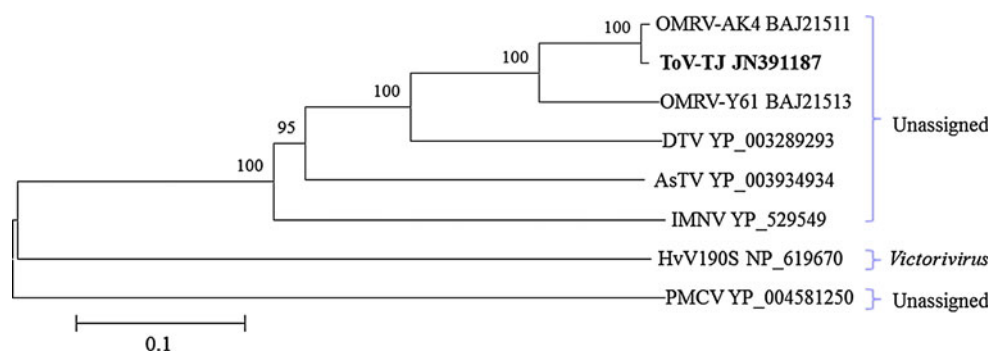 100
OMRV-AK4 BAJ21511
ToV-TJ JN391187
100
OMRV-Y61 BAJ21513
100
DTV YP_003289293
95
AsTV YP_003934934
100
IMNV YP_529549
Unassigned
HvV190S NP_619670
Victorivirus
PMCV YP_004581250
Unassigned
0.1